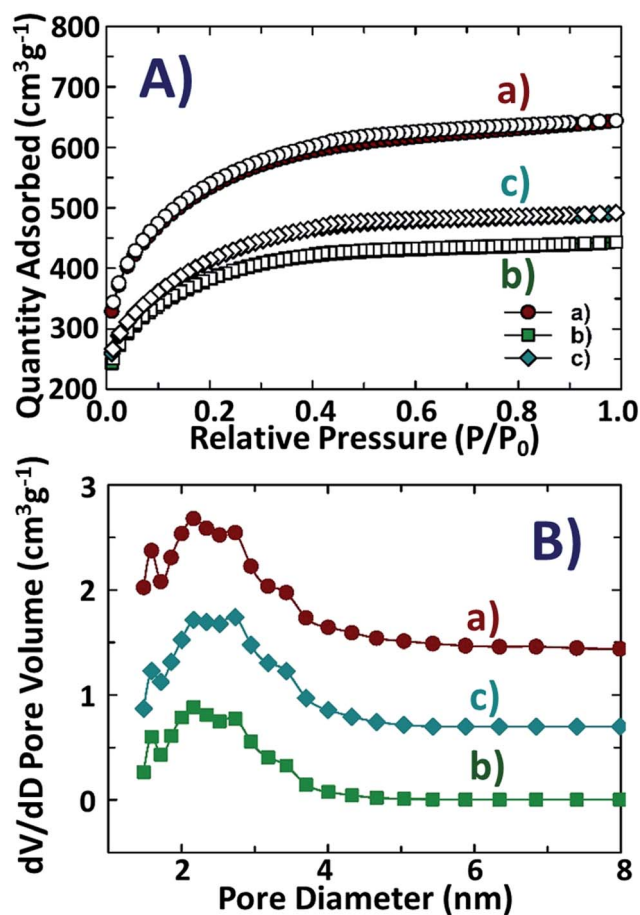 A)
a)
c)
b)
a)
b)
c)
800
700
600
500
400
300
200
0.0 0.2 0.4 0.6 0.8 1.0
Quantity Adsorbed (cm³g⁻¹)
Relative Pressure (P/P₀)
B)
a)
c)
b)
3
2
1
0
2 4 6 8
dV/dD Pore Volume (cm³g⁻¹)
Pore Diameter (nm)